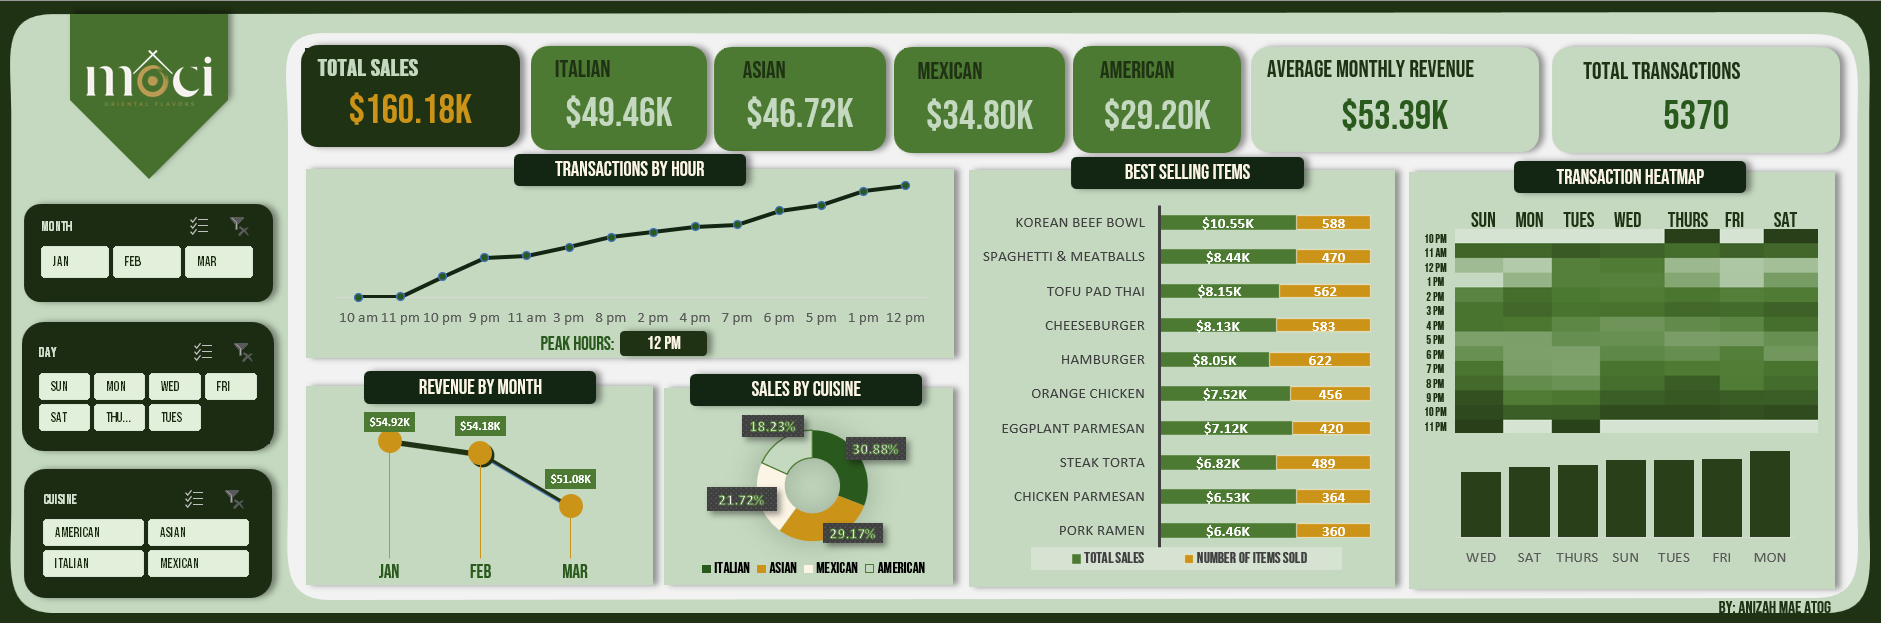 moci
ORIENTAL FLAVORS
TOTAL SALES
$160.18K
ITALIAN
$49.46K
ASIAN
$46.72K
MEXICAN
$34.80K
AMERICAN
$29.20K
AVERAGE MONTHLY REVENUE
$53.39K
TOTAL TRANSACTIONS
5370
MONTH
JAN FEB MAR
DAY
SUN MON WED FRI
SAT THU... TUES
CUISINE
AMERICAN ASIAN
ITALIAN MEXICAN
TRANSACTIONS BY HOUR
10 am 11 pm 10 pm 9 pm 11 am 3 pm 8 pm 2 pm 4 pm 7 pm 6 pm 5 pm 1 pm 12 pm
PEAK HOURS: 12 PM
REVENUE BY MONTH
$54.92K $54.18K $51.08K
JAN FEB MAR
SALES BY CUISINE
18.23%
30.88%
21.72%
29.17%
ITALIAN ASIAN MEXICAN AMERICAN
BEST SELLING ITEMS
KOREAN BEEF BOWL $10.55K 588
SPAGHETTI & MEATBALLS $8.44K 470
TOFU PAD THAI $8.15K 562
CHEESEBURGER $8.13K 583
HAMBURGER $8.05K 622
ORANGE CHICKEN $7.52K 456
EGGPLANT PARMESAN $7.12K 420
STEAK TORTA $6.82K 489
CHICKEN PARMESAN $6.53K 364
PORK RAMEN $6.46K 360
TOTAL SALES NUMBER OF ITEMS SOLD
TRANSACTION HEATMAP
SUN MON TUES WED THURS FRI SAT
10 PM
11 AM
12 PM
1 PM
2 PM
3 PM
4 PM
5 PM
6 PM
7 PM
8 PM
9 PM
10 PM
11 PM
WED SAT THURS SUN TUES FRI MON
BY: ANIZAH MAE ATOG